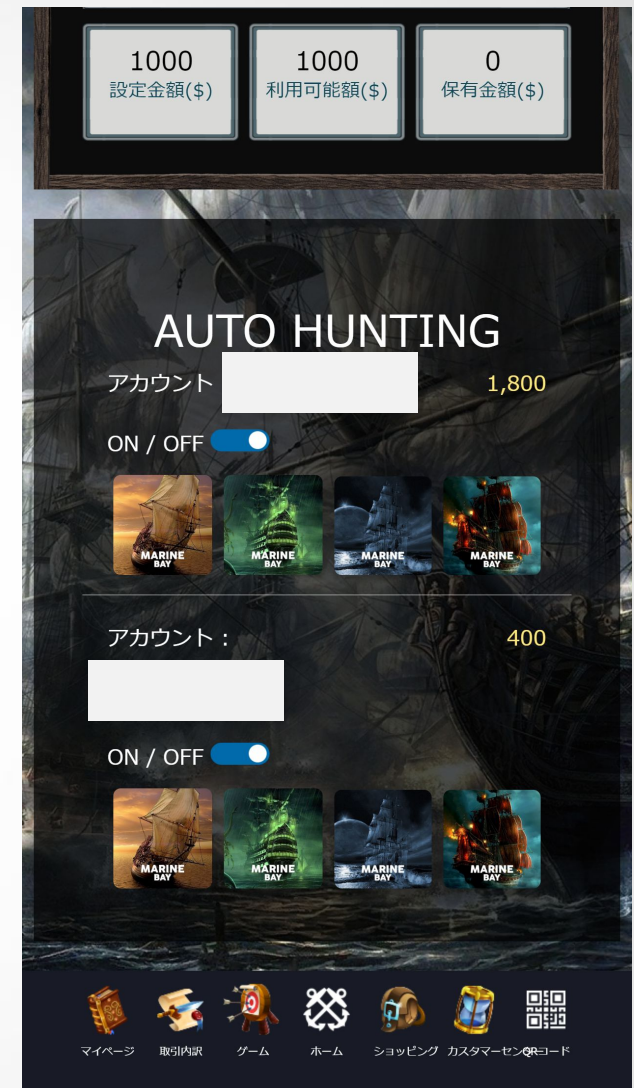 1000
設定金額($)
1000
利用可能額($)
0
保有金額($)
AUTO HUNTING
アカウント
1,800
ON / OFF
MARINE
BAY
MARINE
BAY
MARINE
BAY
MARINE
BAY
アカウント :
400
ON / OFF
MARINE
BAY
MARINE
BAY
MARINE
BAY
MARINE
BAY
マイページ
取引内訳
ゲーム
ホーム
ショッピング
カスタマーセン
QRコード